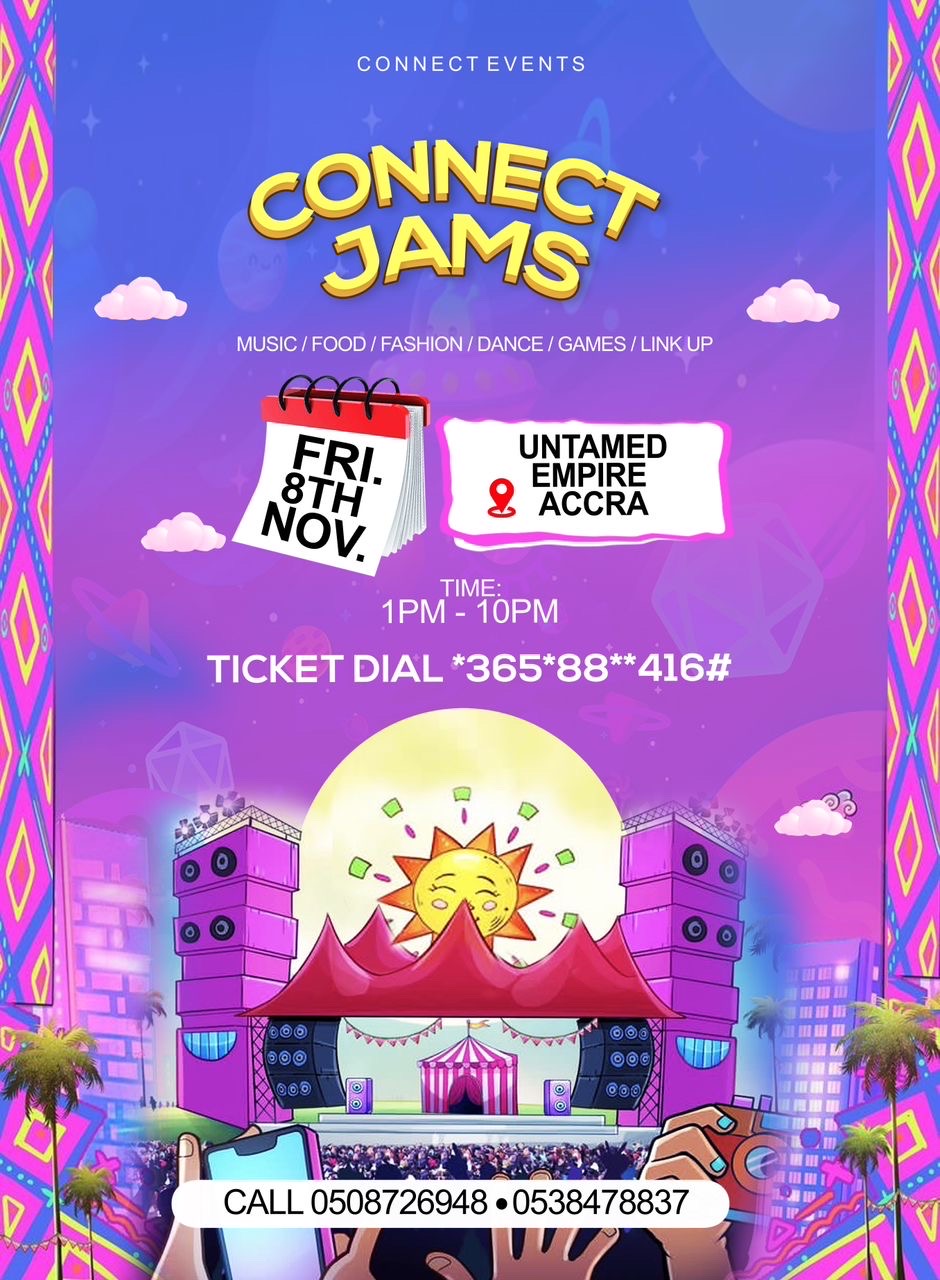 CONNECT EVENTS
CONNECT
JAMS
MUSIC / FOOD / FASHION / DANCE / GAMES / LINK UP
FRI.
8TH
NOV.
UNTAMED
EMPIRE
ACCRA
TIME:
1PM - 10PM
TICKET DIAL *365*88**416#
CALL 0508726948 • 0538478837